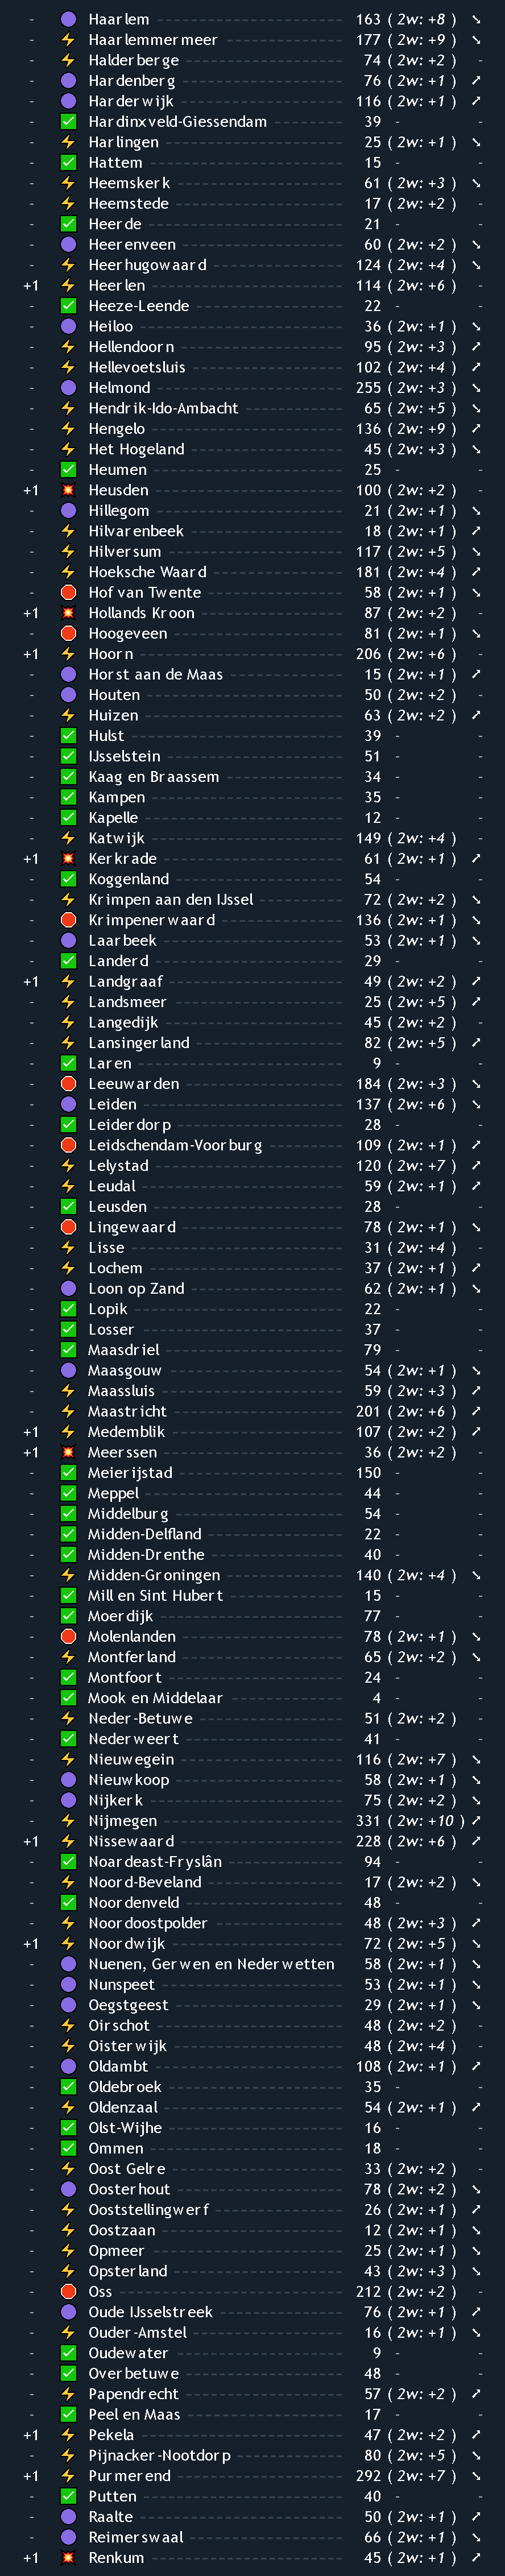 - Haarlem 163 ( 2w: +8 ) ↘
- Haarlemmermeer 177 ( 2w: +9 ) ↘
- Halderberge 74 ( 2w: +2 ) -
- Hardenberg 76 ( 2w: +1 ) ↗
- Harderwijk 116 ( 2w: +1 ) ↗
- Hardinxveld-Giessendam 39 - -
- Harlingen 25 ( 2w: +1 ) ↘
- Hattem 15 - -
- Heemskerk 61 ( 2w: +3 ) ↘
- Heemstede 17 ( 2w: +2 ) -
- Heerde 21 - -
- Heerenveen 60 ( 2w: +2 ) ↘
- Heerhugowaard 124 ( 2w: +4 ) ↘
+1 Heerlen 114 ( 2w: +6 ) -
- Heeze-Leende 22 - -
- Heiloo 36 ( 2w: +1 ) ↘
- Hellendoorn 95 ( 2w: +3 ) ↗
- Hellevoetsluis 102 ( 2w: +4 ) ↗
- Helmond 255 ( 2w: +3 ) ↘
- Hendrik-Ido-Ambacht 65 ( 2w: +5 ) ↘
- Hengelo 136 ( 2w: +9 ) ↗
- Het Hogeland 45 ( 2w: +3 ) ↘
- Heumen 25 - -
+1 Heusden 100 ( 2w: +2 ) -
- Hillegom 21 ( 2w: +1 ) ↘
- Hilvarenbeek 18 ( 2w: +1 ) ↗
- Hilversum 117 ( 2w: +5 ) ↘
- Hoeksche Waard 181 ( 2w: +4 ) ↗
- Hof van Twente 58 ( 2w: +1 ) ↘
+1 Hollands Kroon 87 ( 2w: +2 ) -
- Hoogeveen 81 ( 2w: +1 ) ↘
+1 Hoorn 206 ( 2w: +6 ) -
- Horst aan de Maas 15 ( 2w: +1 ) ↗
- Houten 50 ( 2w: +2 ) -
- Huizen 63 ( 2w: +2 ) ↗
- Hulst 39 - -
- IJsselstein 51 - -
- Kaag en Braassem 34 - -
- Kampen 35 - -
- Kapelle 12 - -
- Katwijk 149 ( 2w: +4 ) -
+1 Kerkrade 61 ( 2w: +1 ) ↗
- Koggenland 54 - -
- Krimpen aan den IJssel 72 ( 2w: +2 ) ↘
- Krimpenerwaard 136 ( 2w: +1 ) ↘
- Laarbeek 53 ( 2w: +1 ) ↘
- Landerd 29 - -
+1 Landgraaf 49 ( 2w: +2 ) ↗
- Landsmeer 25 ( 2w: +5 ) ↗
- Langedijk 45 ( 2w: +2 ) -
- Lansingerland 82 ( 2w: +5 ) ↗
- Laren 9 - -
- Leeuwarden 184 ( 2w: +3 ) ↘
- Leiden 137 ( 2w: +6 ) ↘
- Leiderdorp 28 - -
- Leidschendam-Voorburg 109 ( 2w: +1 ) ↗
- Lelystad 120 ( 2w: +7 ) ↗
- Leudal 59 ( 2w: +1 ) ↗
- Leusden 28 - -
- Lingewaard 78 ( 2w: +1 ) ↘
- Lisse 31 ( 2w: +4 ) -
- Lochem 37 ( 2w: +1 ) ↗
- Loon op Zand 62 ( 2w: +1 ) ↘
- Lopik 22 - -
- Losser 37 - -
- Maasdriel 79 - -
- Maasgouw 54 ( 2w: +1 ) ↘
- Maassluis 59 ( 2w: +3 ) ↗
- Maastricht 201 ( 2w: +6 ) ↗
+1 Medemblik 107 ( 2w: +2 ) ↗
+1 Meerssen 36 ( 2w: +2 ) -
- Meierijstad 150 - -
- Meppel 44 - -
- Middelburg 54 - -
- Midden-Delfland 22 - -
- Midden-Drenthe 40 - -
- Midden-Groningen 140 ( 2w: +4 ) ↘
- Mill en Sint Hubert 15 - -
- Moerdijk 77 - -
- Molenlanden 78 ( 2w: +1 ) ↘
- Montferland 65 ( 2w: +2 ) ↘
- Montfoort 24 - -
- Mook en Middelaar 4 - -
- Neder-Betuwe 51 ( 2w: +2 ) -
- Nederweert 41 - -
- Nieuwegein 116 ( 2w: +7 ) ↘
- Nieuwkoop 58 ( 2w: +1 ) ↘
- Nijkerk 75 ( 2w: +2 ) ↘
- Nijmegen 331 ( 2w: +10 ) ↗
+1 Nissewaard 228 ( 2w: +6 ) ↗
- Noardeast-Fryslân 94 - -
- Noord-Beveland 17 ( 2w: +2 ) ↘
- Noordenveld 48 - -
- Noordoostpolder 48 ( 2w: +3 ) ↗
+1 Noordwijk 72 ( 2w: +5 ) ↘
- Nuenen, Gerwen en Nederwetten 58 ( 2w: +1 ) ↘
- Nunspeet 53 ( 2w: +1 ) ↘
- Oegstgeest 29 ( 2w: +1 ) ↘
- Oirschot 48 ( 2w: +2 ) -
- Oisterwijk 48 ( 2w: +4 ) -
- Oldambt 108 ( 2w: +1 ) ↗
- Oldebroek 35 - -
- Oldenzaal 54 ( 2w: +1 ) ↗
- Olst-Wijhe 16 - -
- Ommen 18 - -
- Oost Gelre 33 ( 2w: +2 ) -
- Oosterhout 78 ( 2w: +2 ) ↘
- Ooststellingwerf 26 ( 2w: +1 ) ↗
- Oostzaan 12 ( 2w: +1 ) ↘
- Opmeer 25 ( 2w: +1 ) ↘
- Opsterland 43 ( 2w: +3 ) ↘
- Oss 212 ( 2w: +2 ) -
- Oude IJsselstreek 76 ( 2w: +1 ) ↗
- Ouder-Amstel 16 ( 2w: +1 ) ↘
- Oudewater 9 - -
- Overbetuwe 48 - -
- Papendrecht 57 ( 2w: +2 ) ↗
- Peel en Maas 17 - -
+1 Pekela 47 ( 2w: +2 ) ↗
- Pijnacker-Nootdorp 80 ( 2w: +5 ) ↘
+1 Purmerend 292 ( 2w: +7 ) ↘
- Putten 40 - -
- Raalte 50 ( 2w: +1 ) ↗
- Reimerswaal 66 ( 2w: +1 ) ↘
+1 Renkum 45 ( 2w: +1 ) ↗